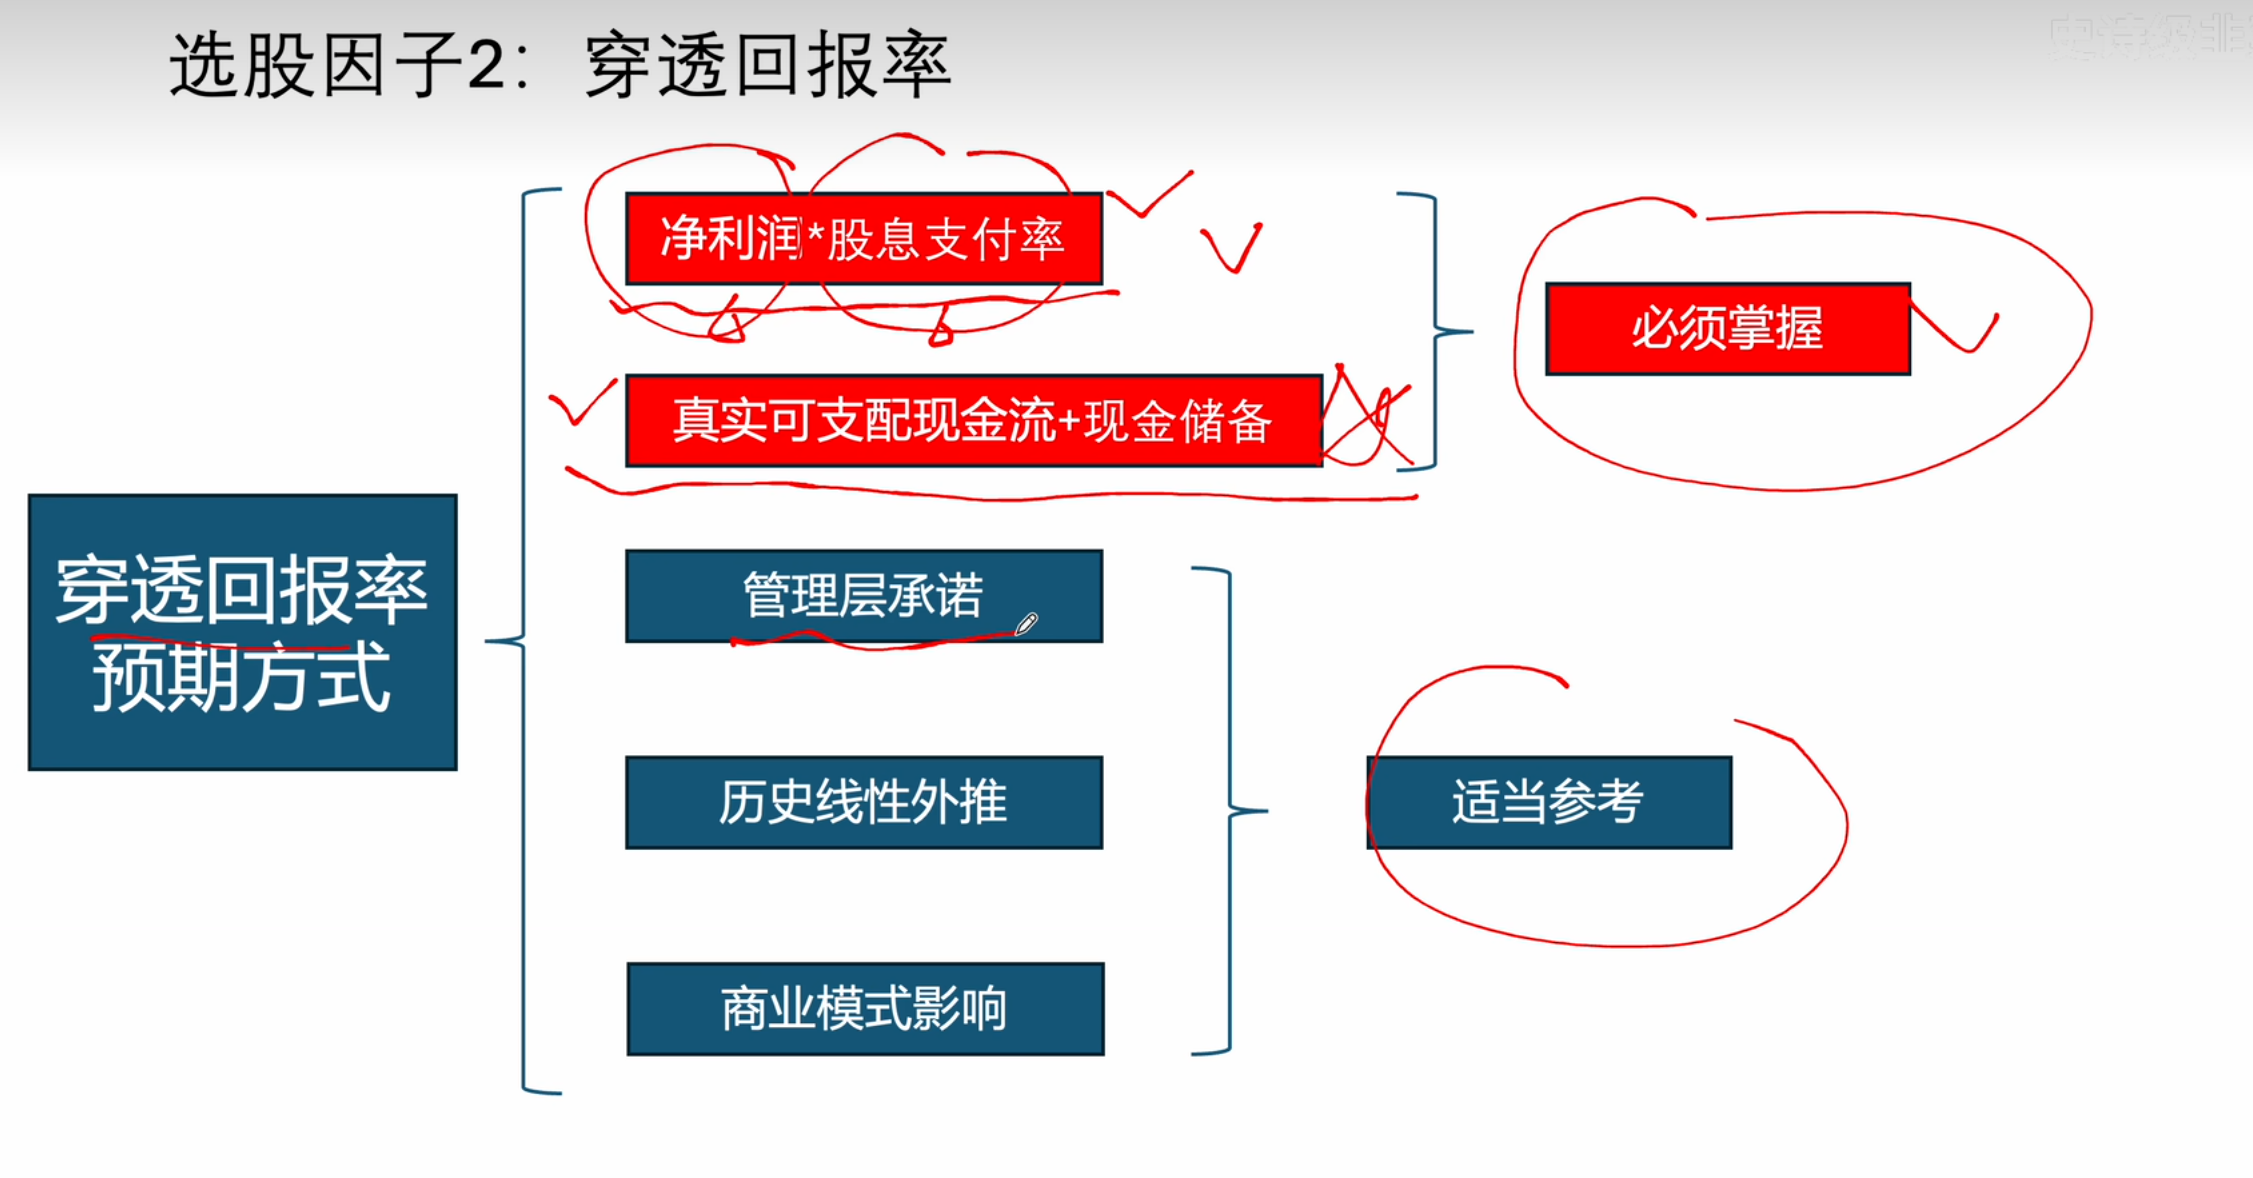 选股因子2：穿透回报率
净利润*股息支付率
真实可支配现金流+现金储备
必须掌握
穿透回报率
预期方式
管理层承诺
历史线性外推
适当参考
商业模式影响